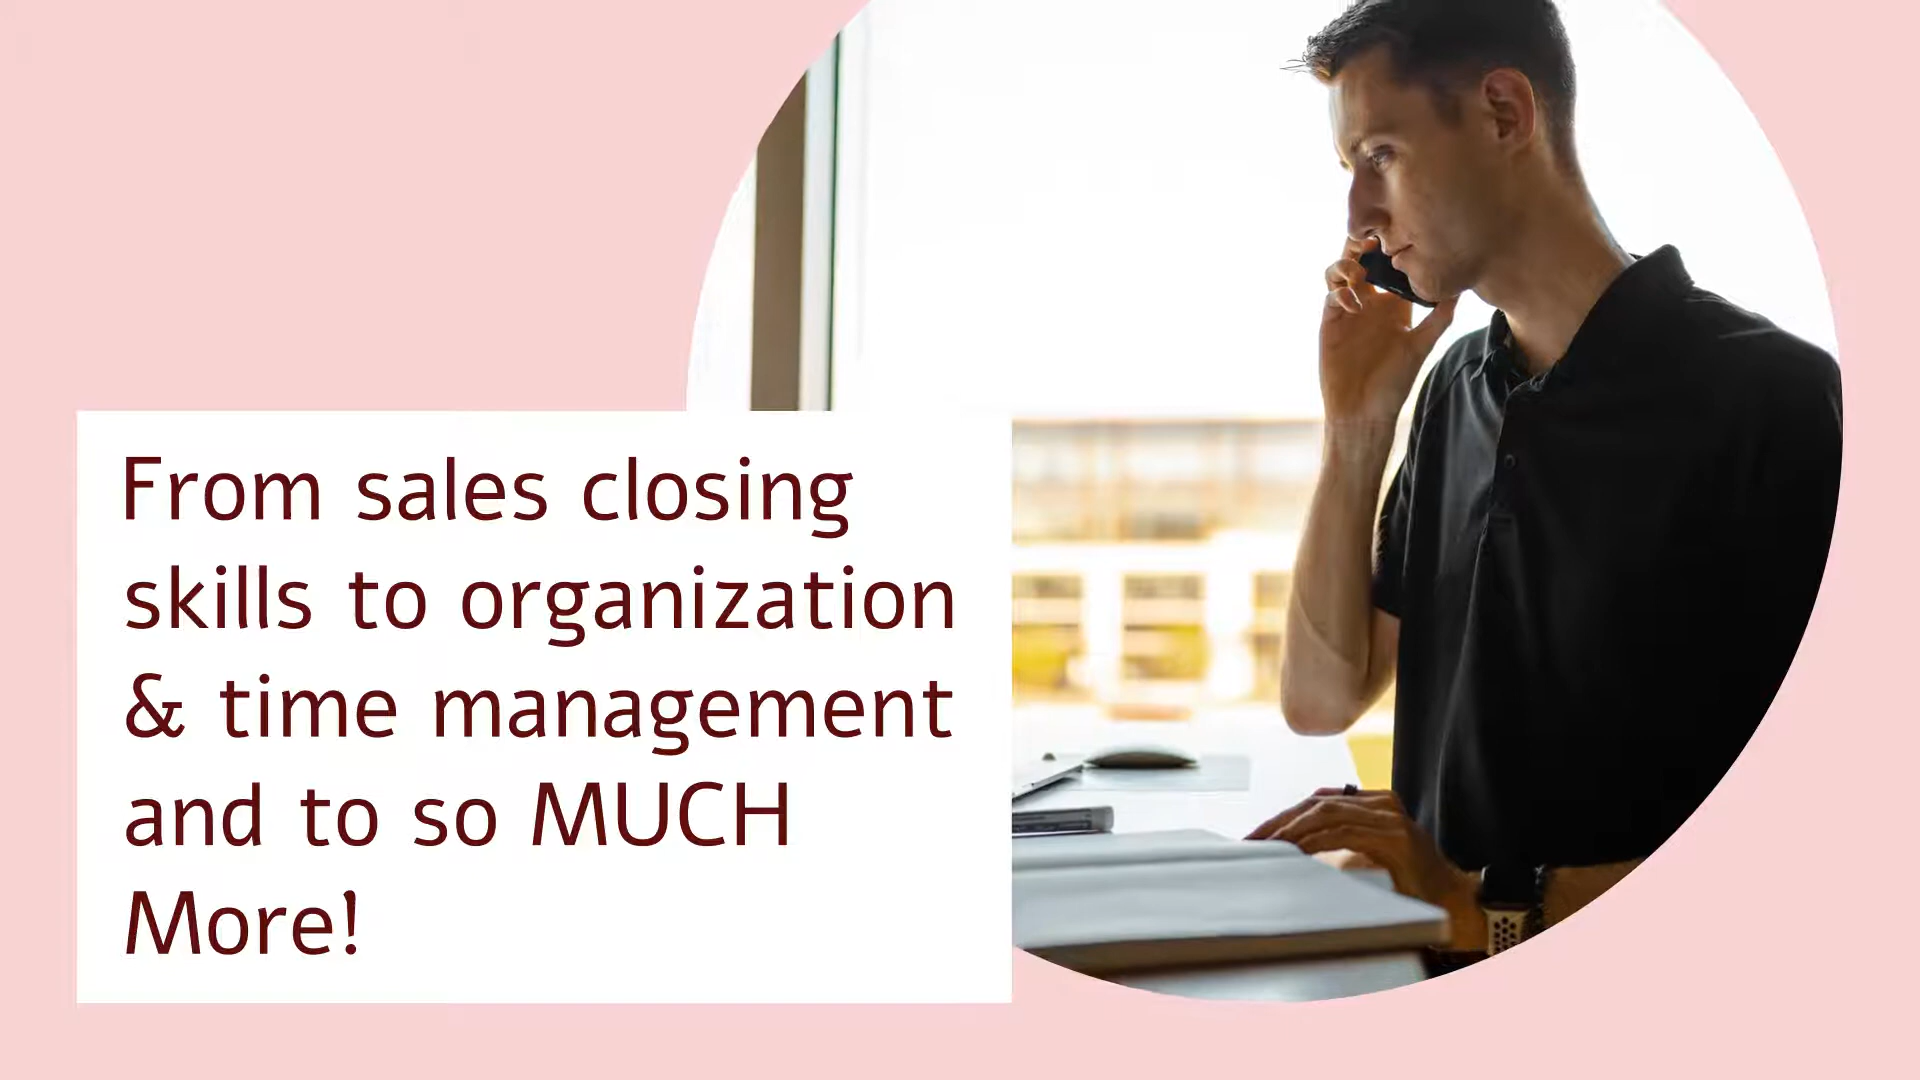 From sales closing
skills to organization
& time management
and to so MUCH
More!